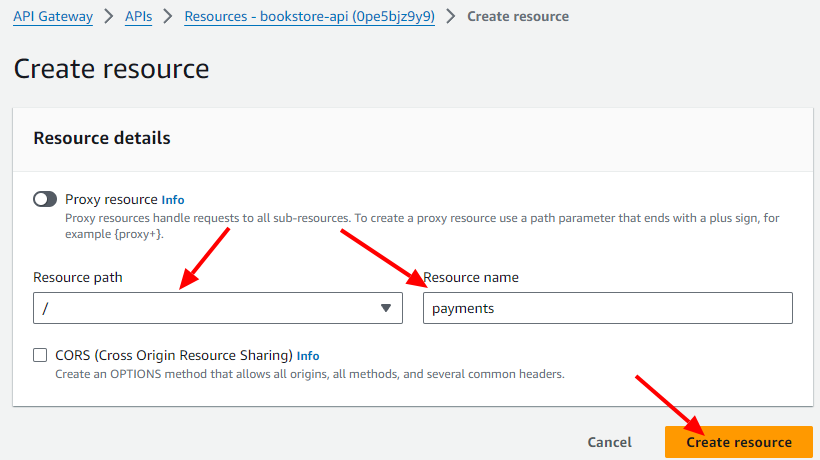 API Gateway > APIs > Resources - bookstore-api (0pe5bjz9y9) > Create resource
Create resource
Resource details
Proxy resource Info
Proxy resources handle requests to all sub-resources. To create a proxy resource use a path parameter that ends with a plus sign, for
example {proxy+}.
Resource path
/
Resource name
payments
CORS (Cross Origin Resource Sharing) Info
Create an OPTIONS method that allows all origins, all methods, and several common headers.
Cancel
Create resource